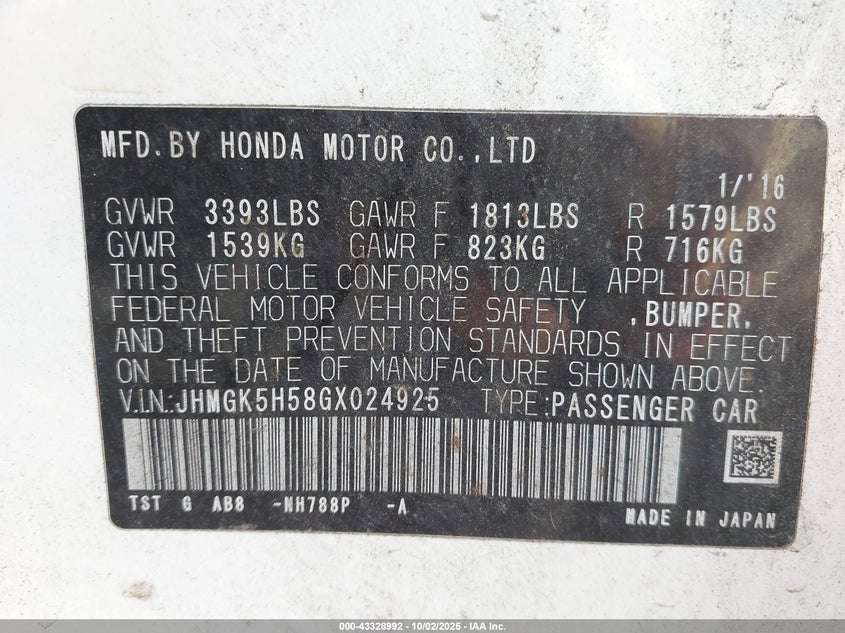 MFD.BY HONDA MOTOR CO.,LTD
1/'16
GVWR 3393LBS GAWR F 1813LBS R 1579LBS
GVWR 1539KG GAWR F 823KG R 716KG
THIS VEHICLE CONFORMS TO ALL APPLICABLE
FEDERAL MOTOR VEHICLE SAFETY ,BUMPER,
AND THEFT PREVENTION STANDARDS IN EFFECT
ON THE DATE OF MANUFACTURE SHOWN ABOVE.
V.I.N.:JHMGK5H58GX024925 TYPE:PASSENGER CAR
TST G AB8 -NH788P -A MADE IN JAPAN
000-43328992 - 10/02/2025 - IAA Inc.